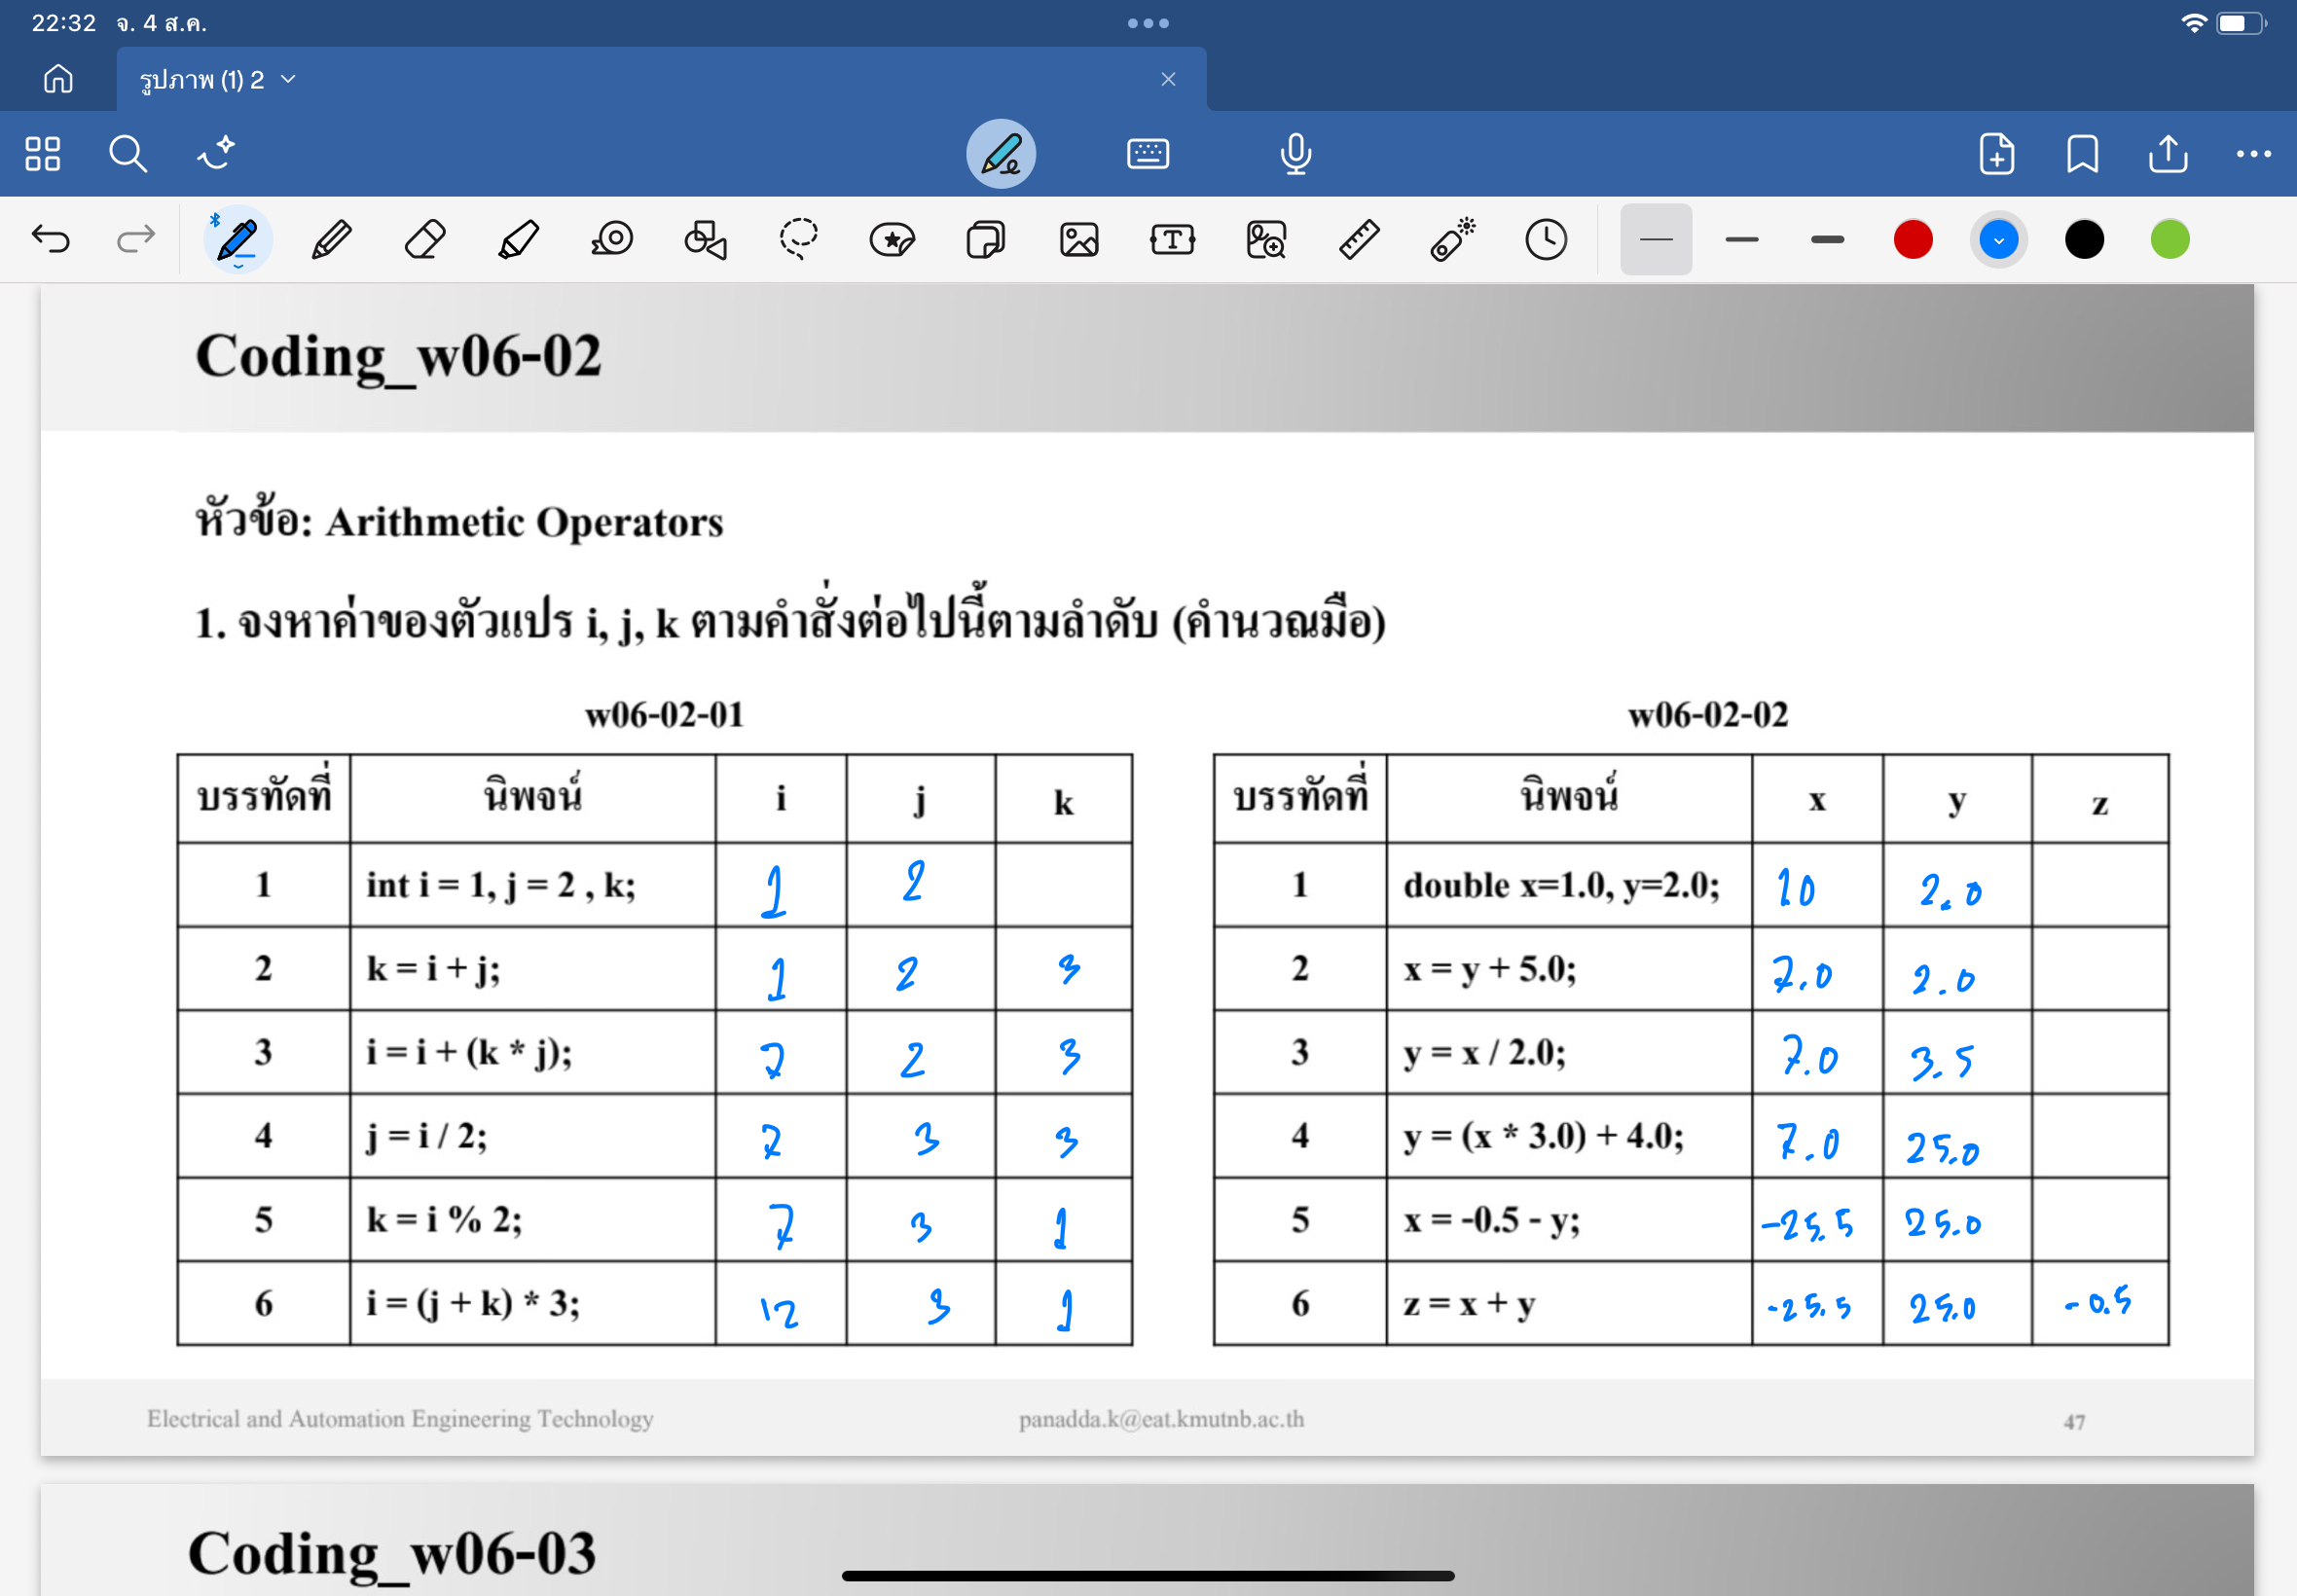 22:32 จ. 4 ส.ค.
รูปภาพ (1) 2
Coding_w06-02
หัวข้อ: Arithmetic Operators
1. จงหาค่าของตัวแปร i, j, k ตามคำสั่งต่อไปนี้ตามลำดับ (คำนวณมือ)
w06-02-01
บรรทัดที่ นิพจน์ i j k
1 int i = 1, j = 2 , k; 1 2
2 k = i + j; 1 2 3
3 i = i + (k * j); 7 2 3
4 j = i / 2; 7 3 3
5 k = i % 2; 7 3 1
6 i = (j + k) * 3; 12 3 1
w06-02-02
บรรทัดที่ นิพจน์ x y z
1 double x=1.0, y=2.0; 10 2.0
2 x = y + 5.0; 7.0 2.0
3 y = x / 2.0; 7.0 3.5
4 y = (x * 3.0) + 4.0; 7.0 25.0
5 x = -0.5 - y; -25.5 25.0
6 z = x + y -25.5 25.0 -0.5
Electrical and Automation Engineering Technology panadda.k@eat.kmutnb.ac.th 47
Coding_w06-03